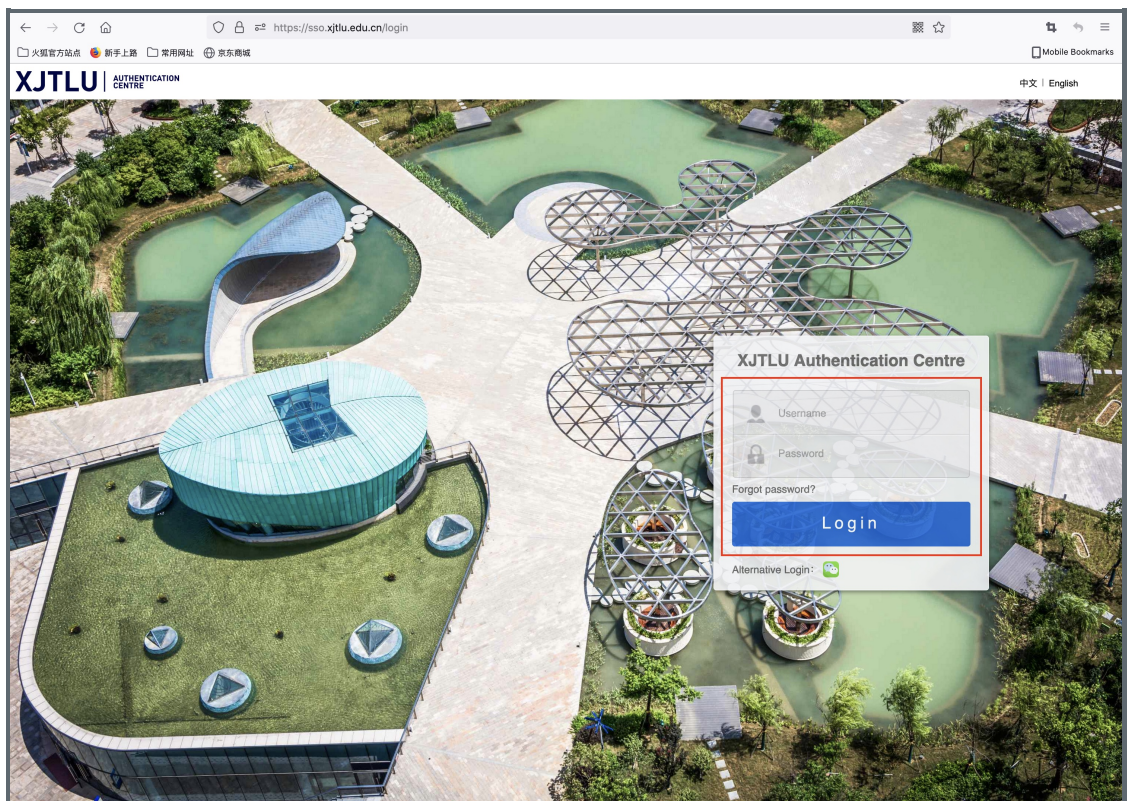 https://sso.xjtlu.edu.cn/login
火狐官方站点 新手上路 常用网址 京东商城 Mobile Bookmarks
XJTLU AUTHENTICATION CENTRE 中文 English
XJTLU Authentication Centre
Username
Password
Forgot password?
Login
Alternative Login: